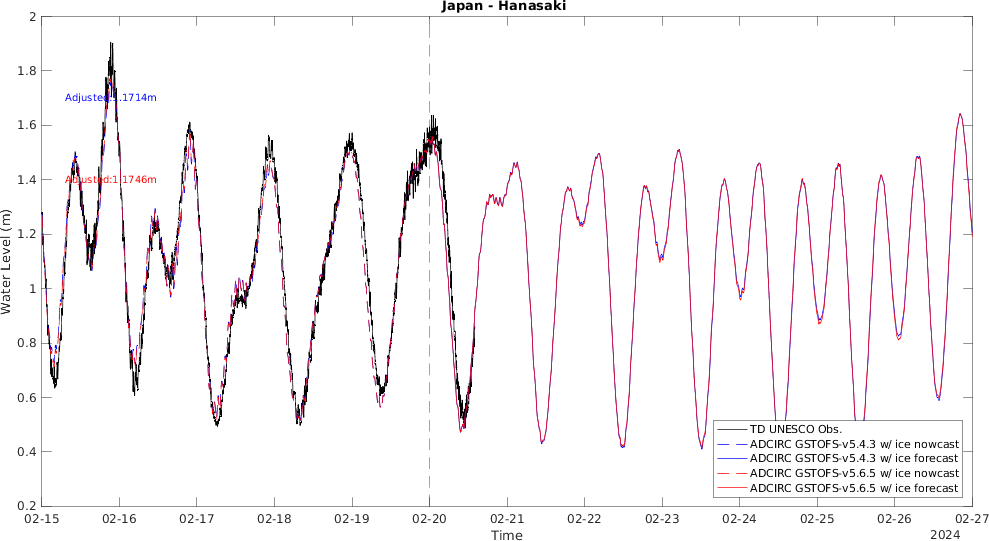 Japan - Hanasaki
2
1.8
1.6
1.4
1.2
1
0.8
0.6
0.4
0.2
Water Level (m)
Adjusted:1.1714m
Adjusted:1.1746m
TD UNESCO Obs.
ADCIRC GSTOFS-v5.4.3 w/ ice nowcast
ADCIRC GSTOFS-v5.4.3 w/ ice forecast
ADCIRC GSTOFS-v5.6.5 w/ ice nowcast
ADCIRC GSTOFS-v5.6.5 w/ ice forecast
02-15 02-16 02-17 02-18 02-19 02-20 02-21 02-22 02-23 02-24 02-25 02-26 02-27
Time
2024